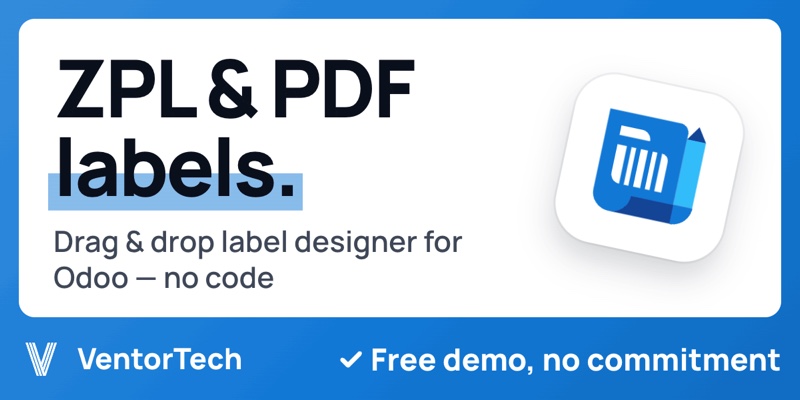 ZPL & PDF
labels.
Drag & drop label designer for
Odoo — no code
VentorTech
Free demo, no commitment